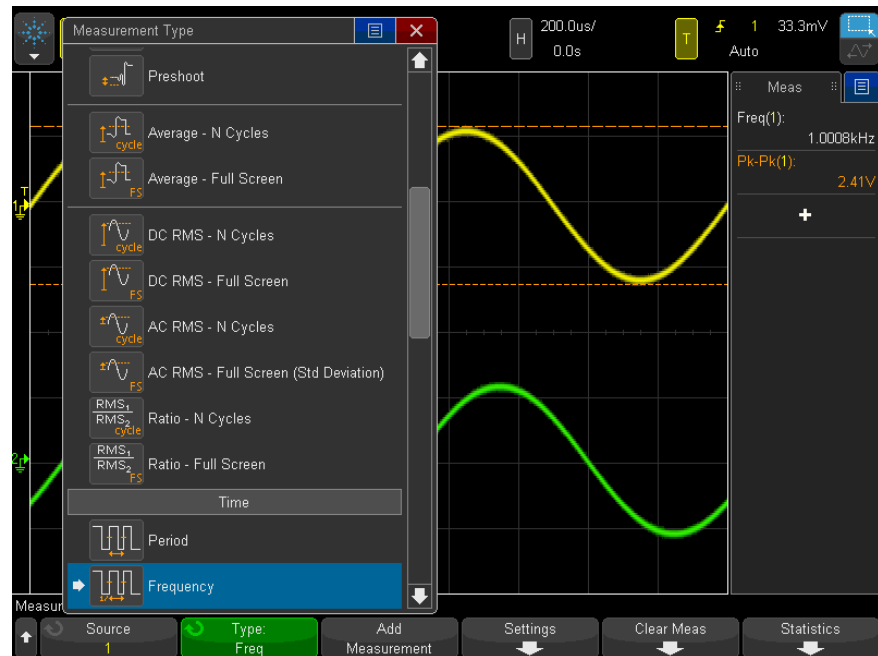 Measurement Type
H
200.0us/
0.0s
T
1
33.3mV
Auto
Preshoot
Average - N Cycles
cycle
Average - Full Screen
FS
DC RMS - N Cycles
cycle
DC RMS - Full Screen
FS
AC RMS - N Cycles
cycle
AC RMS - Full Screen (Std Deviation)
FS
RMS₁
RMS₂
cycle
Ratio - N Cycles
RMS₁
RMS₂
FS
Ratio - Full Screen
Time
Period
1/
Frequency
T
1
2
Meas
Freq(1):
1.0008kHz
Pk-Pk(1):
2.41V
+
Measur
Source
1
Type:
Freq
Add
Measurement
Settings
Clear Meas
Statistics